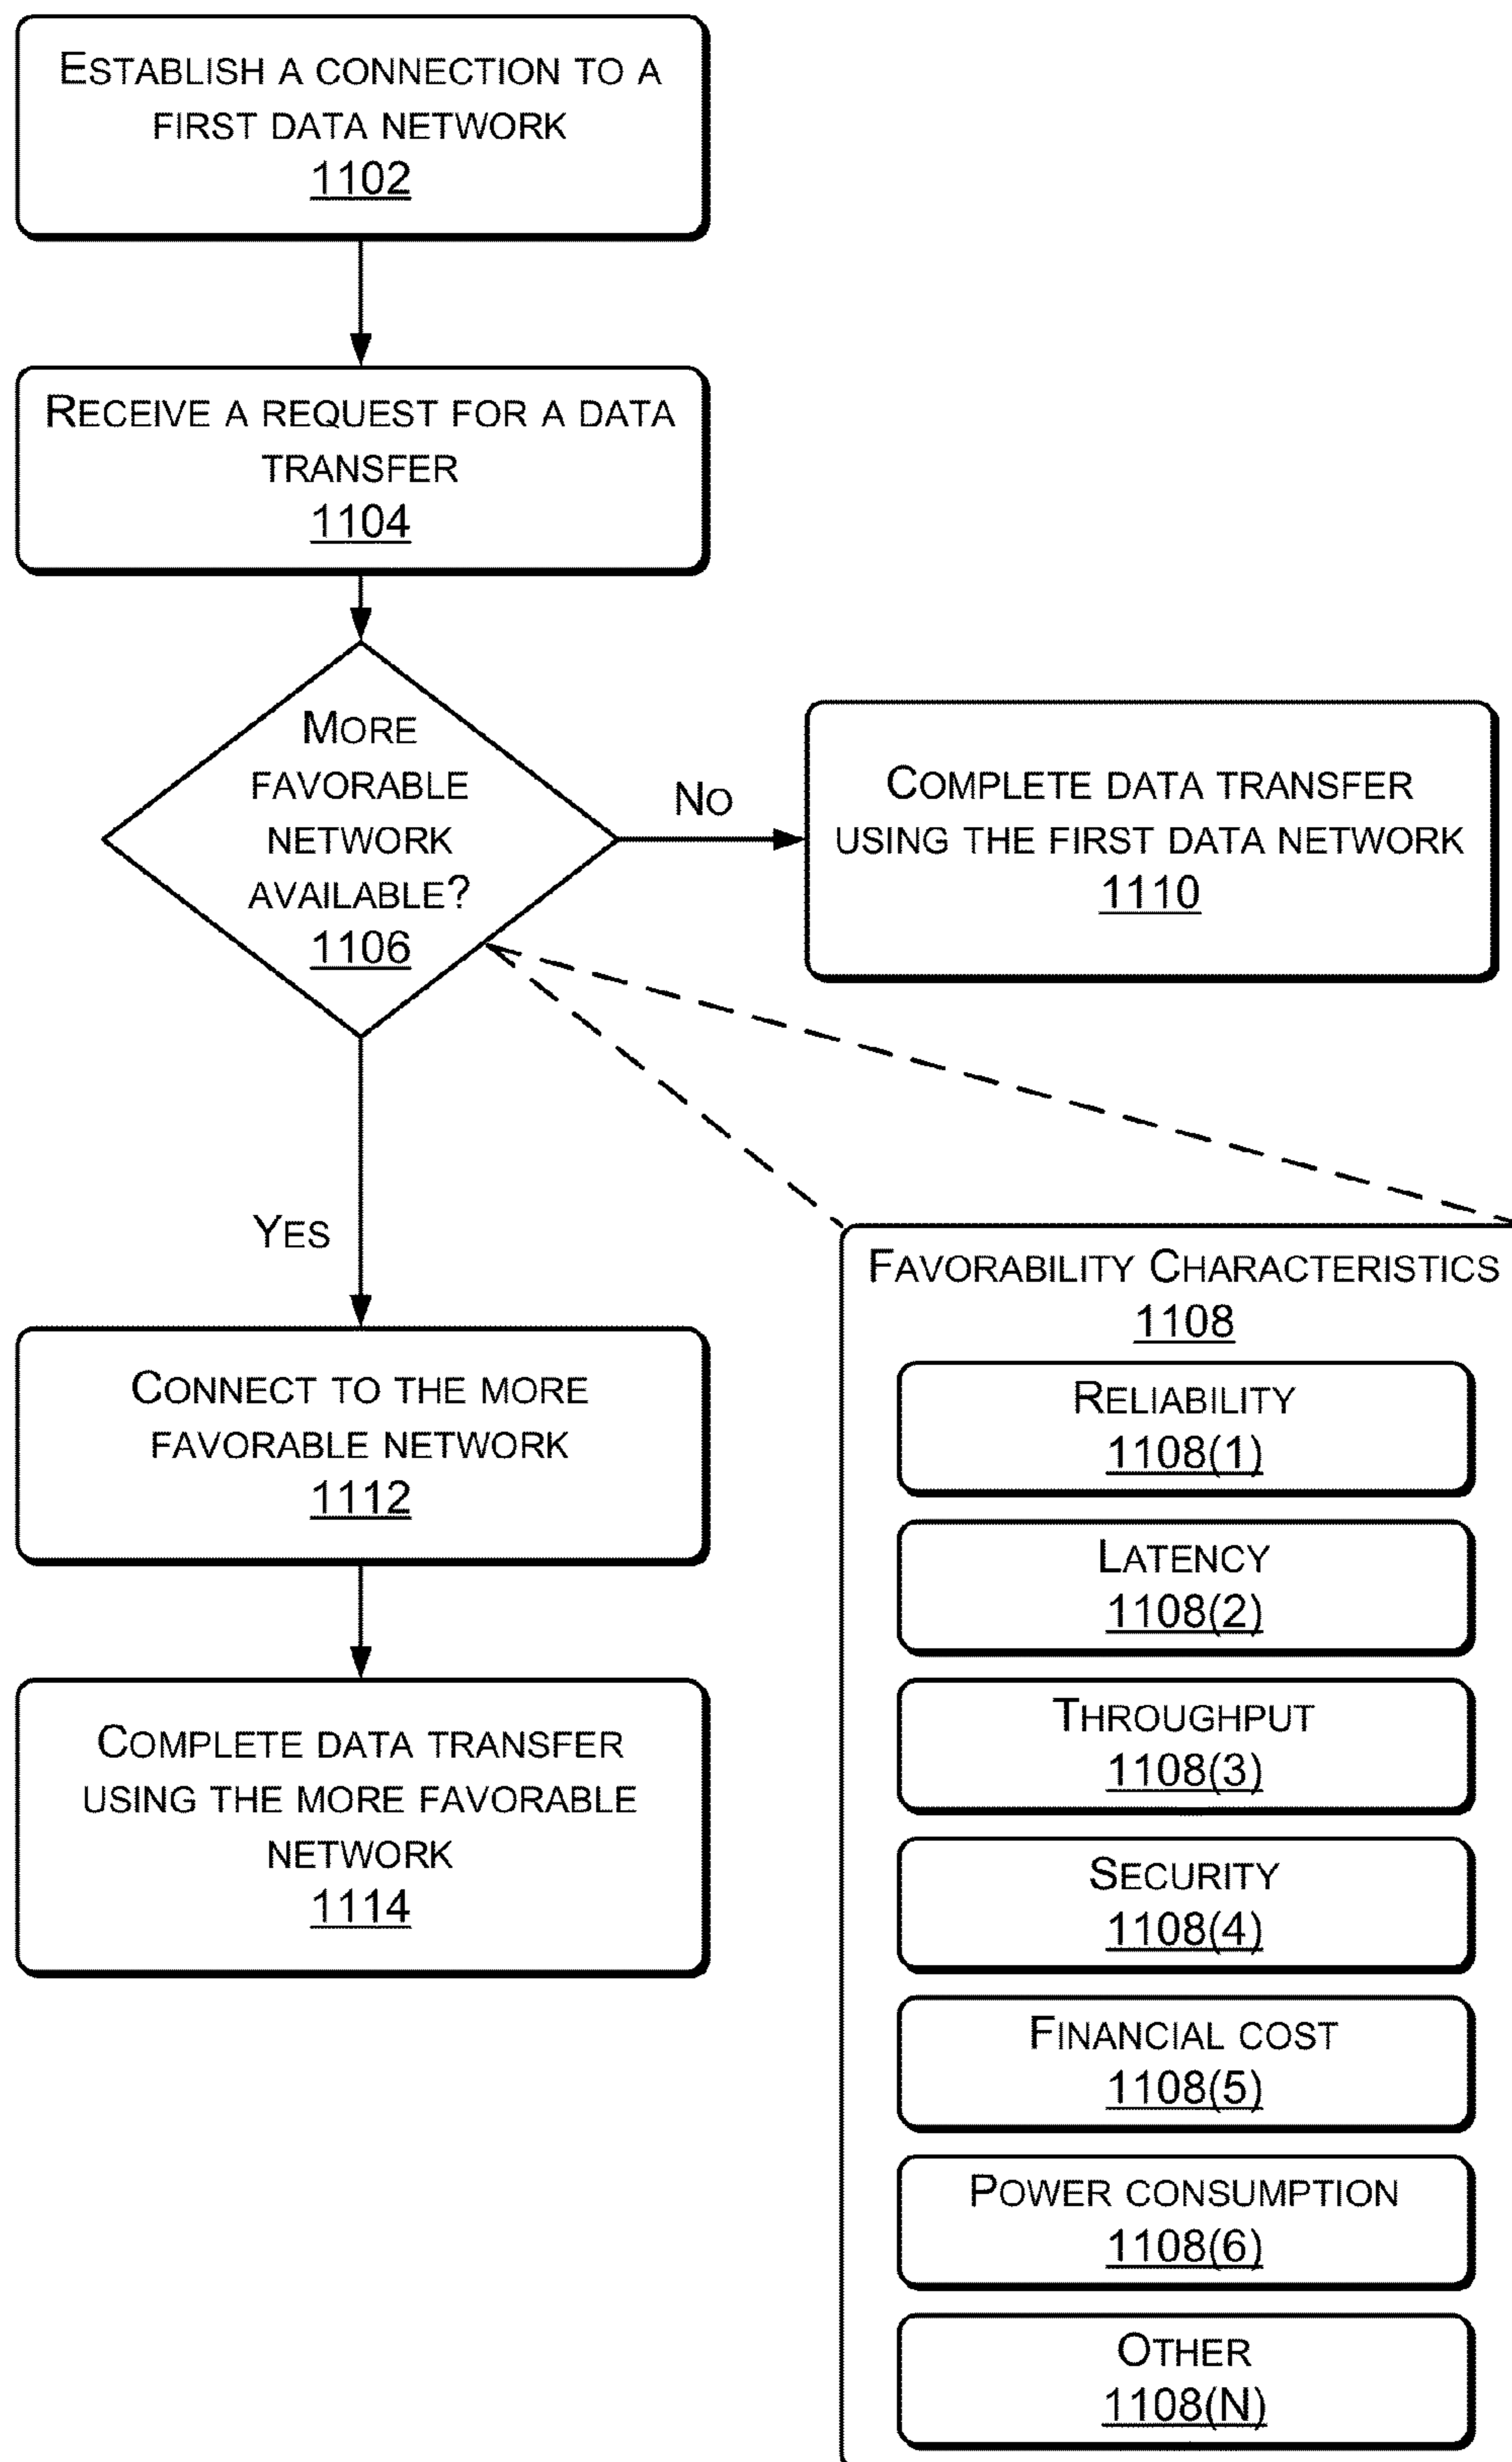 ESTABLISH A CONNECTION TO A
FIRST DATA NETWORK
1102
RECEIVE A REQUEST FOR A DATA
TRANSFER
1104
MORE
FAVORABLE
NETWORK
AVAILABLE?
1106
NO
COMPLETE DATA TRANSFER
USING THE FIRST DATA NETWORK
1110
YES
CONNECT TO THE MORE
FAVORABLE NETWORK
1112
COMPLETE DATA TRANSFER
USING THE MORE FAVORABLE
NETWORK
1114
FAVORABILITY CHARACTERISTICS
1108
RELIABILITY
1108(1)
LATENCY
1108(2)
THROUGHPUT
1108(3)
SECURITY
1108(4)
FINANCIAL COST
1108(5)
POWER CONSUMPTION
1108(6)
OTHER
1108(N)